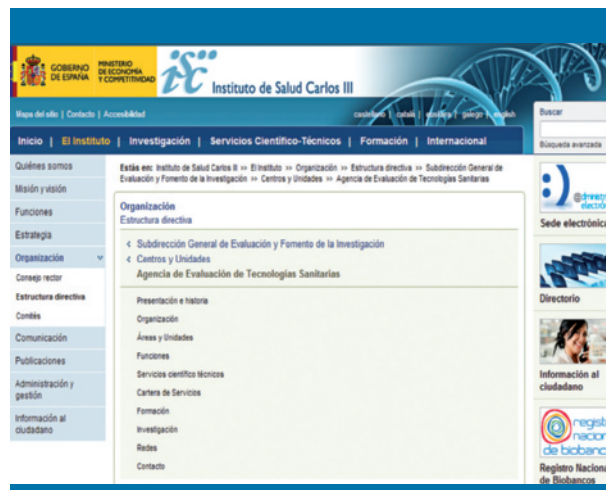 GOBIERNO
DE ESPAÑA
MINISTERIO
DE ECONOMÍA
Y COMPETITIVIDAD
isc
iii
Instituto de Salud Carlos III
Mapa del sitio | Contacto | Accesibilidad
castellano | català | euskara | galego | english
Inicio | El Instituto | Investigación | Servicios Científico-Técnicos | Formación | Internacional
Buscar
Búsqueda avanzada
Quiénes somos
Misión y visión
Funciones
Estrategia
Organización
Consejo rector
Estructura directiva
Comités
Comunicación
Publicaciones
Administración y
gestión
Información al
ciudadano
Estás en: Instituto de Salud Carlos III >> El Instituto >> Organización >> Estructura directiva >> Subdirección General de
Evaluación y Fomento de la Investigación >> Centros y Unidades >> Agencia de Evaluación de Tecnologías Sanitarias
Organización
Estructura directiva
< Subdirección General de Evaluación y Fomento de la Investigación
< Centros y Unidades
Agencia de Evaluación de Tecnologías Sanitarias
Presentación e historia
Organización
Áreas y Unidades
Funciones
Servicios científico técnicos
Cartera de Servicios
Formación
Investigación
Redes
Contacto
Sede electrónica
Directorio
Información al
ciudadano
de
Registro
de Biobancos